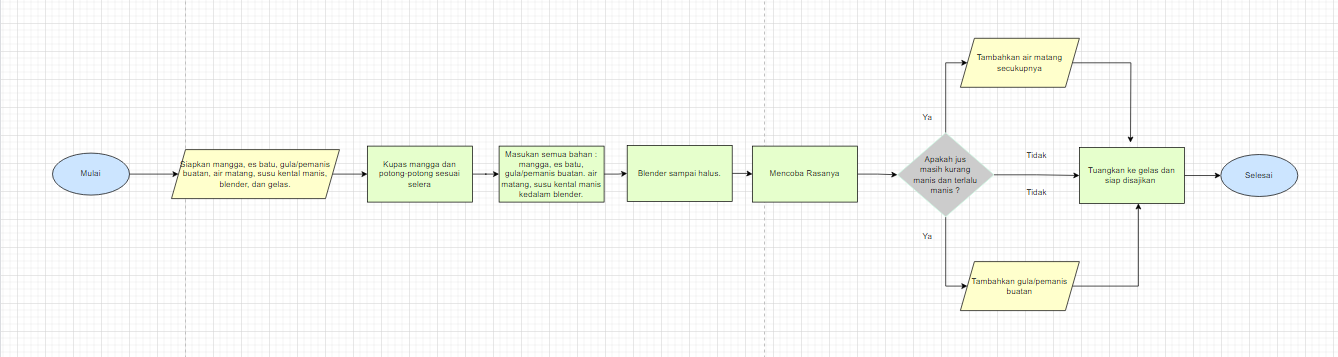 Mulai
Siapkan mangga, es batu, gula/pemanis
buatan, air matang, susu kental manis,
blender, dan gelas.
Kupas mangga dan
potong-potong sesuai
selera
Masukan semua bahan :
mangga, es batu,
gula/pemanis buatan. air
matang, susu kental manis
kedalam blender.
Blender sampai halus.
Mencoba Rasanya
Apakah jus
masih kurang
manis dan terlalu
manis ?
Ya
Tambahkan air matang
secukupnya
Tidak
Tidak
Ya
Tambahkan gula/pemanis
buatan
Tuangkan ke gelas dan
siap disajikan
Selesai